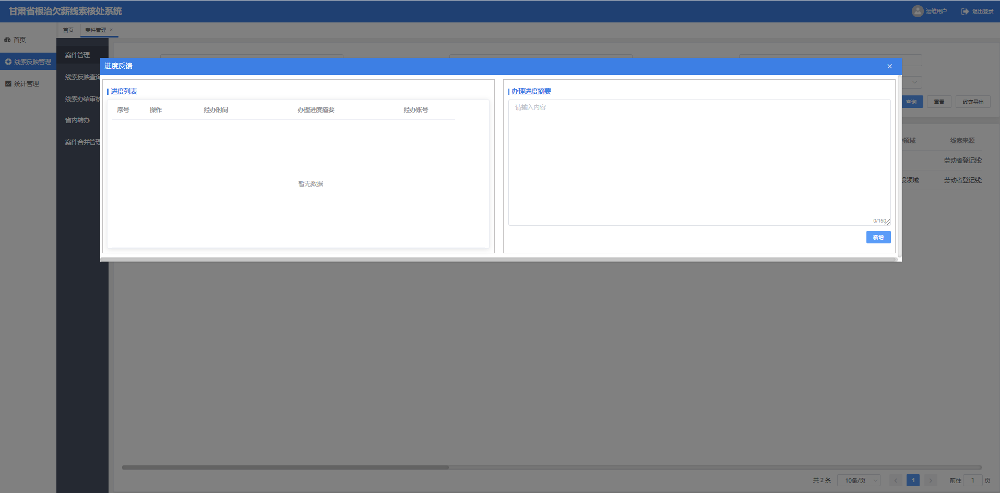 甘肃省根治欠薪线索核处系统
运维用户
退出登录
首页
案件管理 ×
首页
线索反映管理
统计管理
案件管理
线索反映查询
线索办结审核
省内转办
案件合并管理
进度反馈
进度列表
序号 操作 经办时间 办理进度摘要 经办账号
暂无数据
办理进度摘要
请输入内容
0/150
新增
查询 重置 线索导出
领域 线索来源
劳动者登记线
设领域 劳动者登记线
共 2 条 10条/页 1 前往 1 页